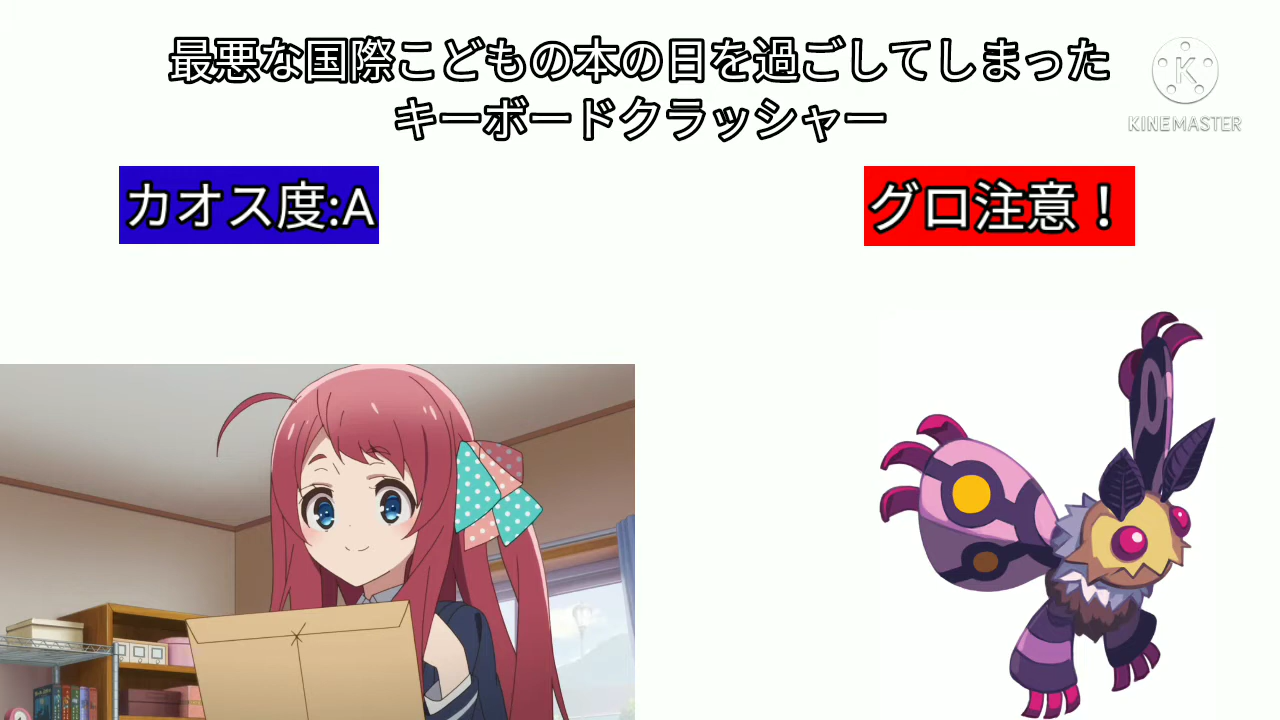 最悪な国際こどもの本の日を過ごしてしまった
キーボードクラッシャー
K
KINEMASTER
カオス度:A
グロ注意！